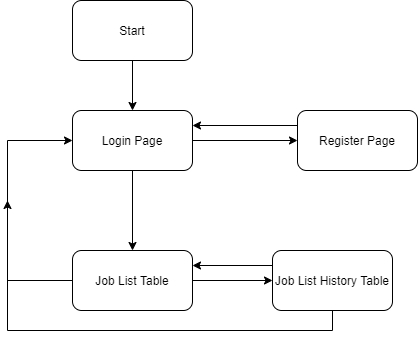 Start
Login Page
Register Page
Job List Table
Job List History Table